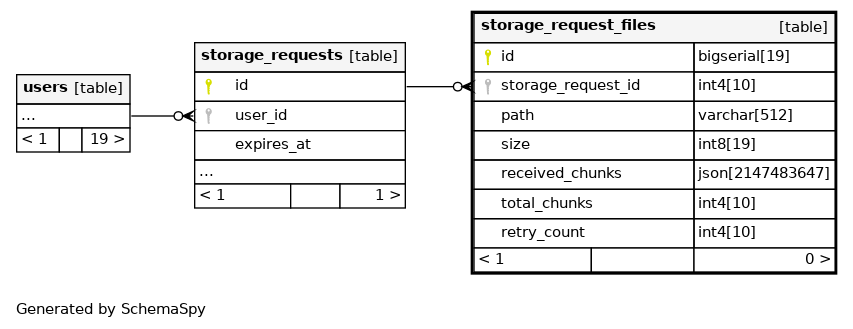 users [table]
...
< 1 19 >
storage_requests [table]
id
user_id
expires_at
...
< 1 1 >
storage_request_files [table]
id bigserial[19]
storage_request_id int4[10]
path varchar[512]
size int8[19]
received_chunks json[2147483647]
total_chunks int4[10]
retry_count int4[10]
< 1 0 >
Generated by SchemaSpy